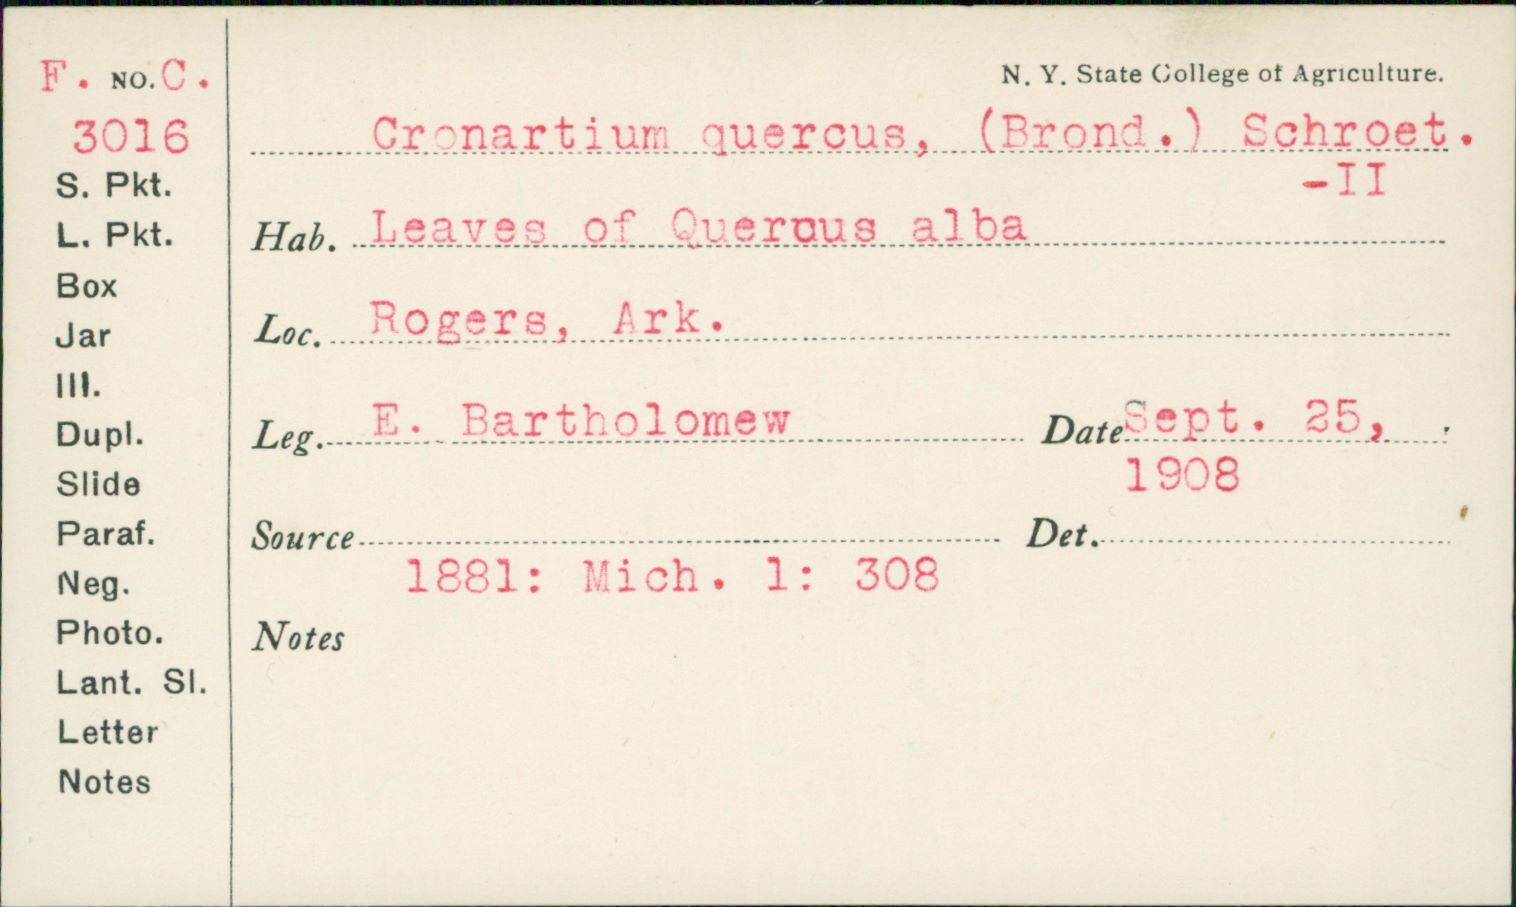 F. NO. C.
3016
S. Pkt.
L. Pkt.
Box
Jar
Ill.
Dupl.
Slide
Paraf.
Neg.
Photo.
Lant. Sl.
Letter
Notes
N. Y. State College of Agriculture.
Cronartium quercus, (Brond.) Schroet.
-II
Hab. Leaves of Quercus alba
Loc. Rogers, Ark.
Leg. E. Bartholomew Date Sept. 25,
1908
Source Det.
1881: Mich. 1: 308
Notes